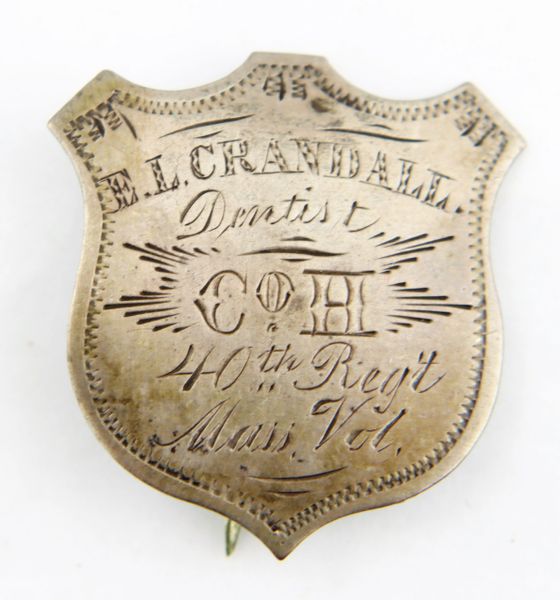 E.L.CRANDALL.
Dentist,
Co. H
40th Reg't
Mass. Vol.